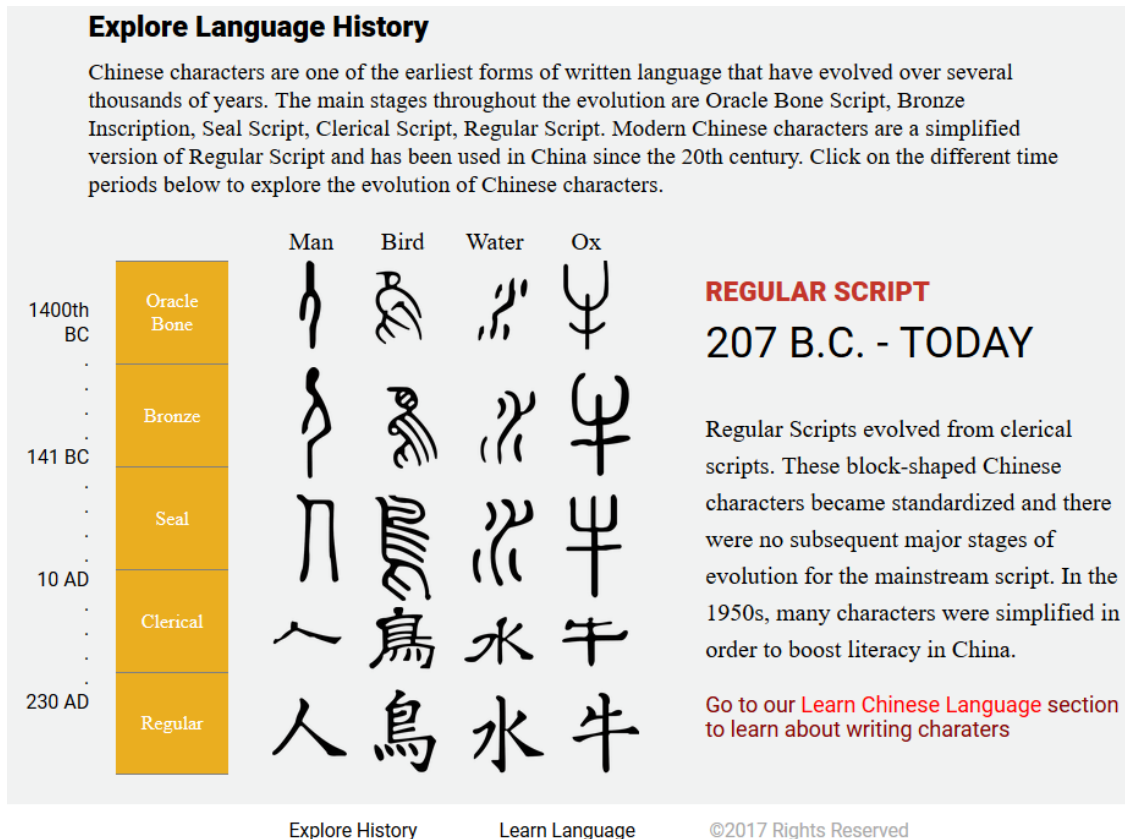 Explore Language History
Chinese characters are one of the earliest forms of written language that have evolved over several
thousands of years. The main stages throughout the evolution are Oracle Bone Script, Bronze
Inscription, Seal Script, Clerical Script, Regular Script. Modern Chinese characters are a simplified
version of Regular Script and has been used in China since the 20th century. Click on the different time
periods below to explore the evolution of Chinese characters.
Man Bird Water Ox
1400th
BC
141 BC
10 AD
230 AD
Oracle
Bone
Bronze
Seal
Clerical
Regular
人 鳥 水 牛
人 鳥 水 牛
REGULAR SCRIPT
207 B.C. - TODAY
Regular Scripts evolved from clerical
scripts. These block-shaped Chinese
characters became standardized and there
were no subsequent major stages of
evolution for the mainstream script. In the
1950s, many characters were simplified in
order to boost literacy in China.
Go to our Learn Chinese Language section
to learn about writing charaters
Explore History Learn Language ©2017 Rights Reserved